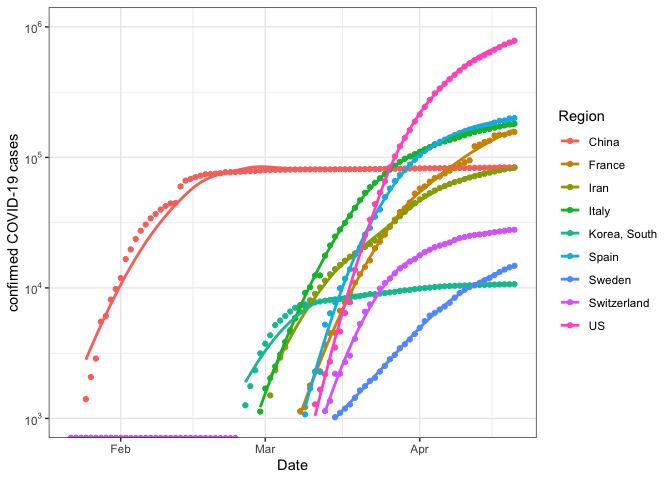 10^6
10^5
10^4
10^3
confirmed COVID-19 cases
Feb
Mar
Apr
Date
Region
China
France
Iran
Italy
Korea, South
Spain
Sweden
Switzerland
US